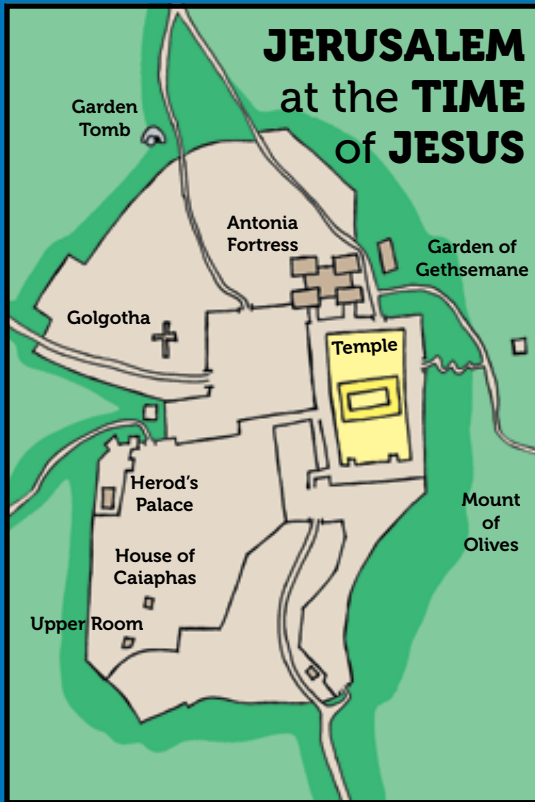 JERUSALEM
at the TIME
of JESUS
Garden
Tomb
Antonia
Fortress
Garden of
Gethsemane
Golgotha
Temple
Herod's
Palace
Mount
of
Olives
House of
Caiaphas
Upper Room